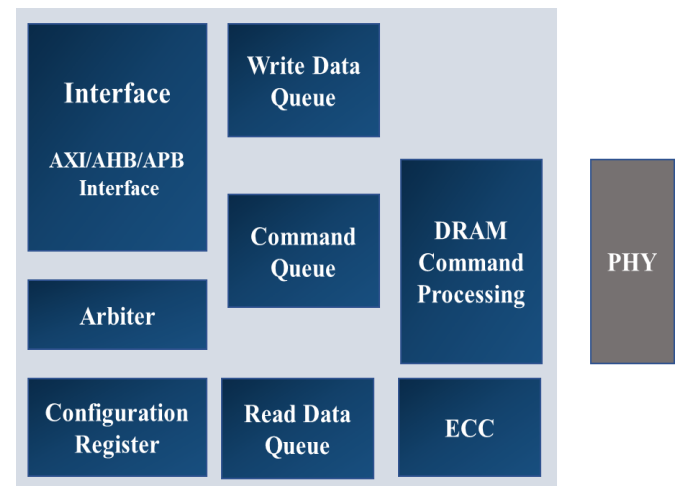 Interface
AXI/AHB/APB
Interface
Write Data
Queue
Command
Queue
DRAM
Command
Processing
PHY
Arbiter
Configuration
Register
Read Data
Queue
ECC